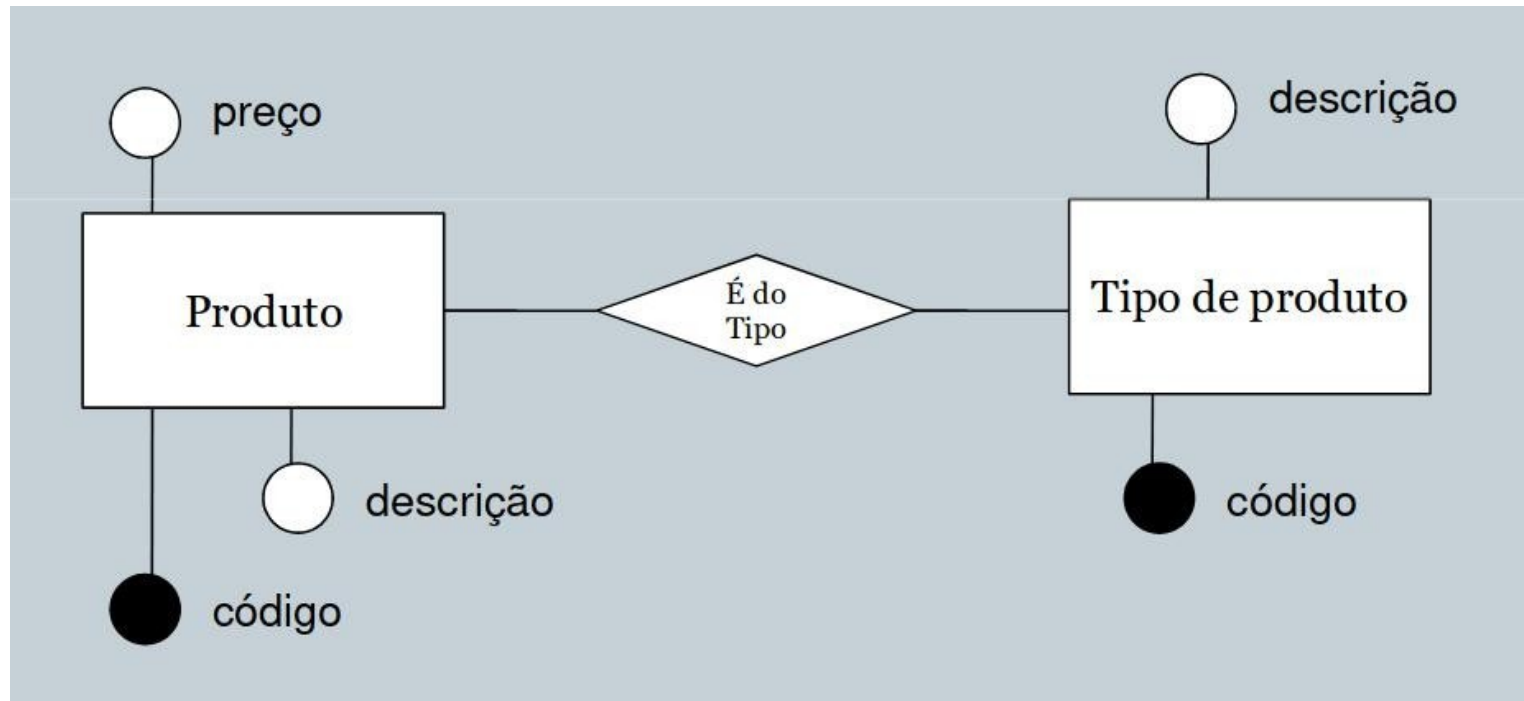 preço
descrição
Produto
É do
Tipo
Tipo de produto
descrição
código
código